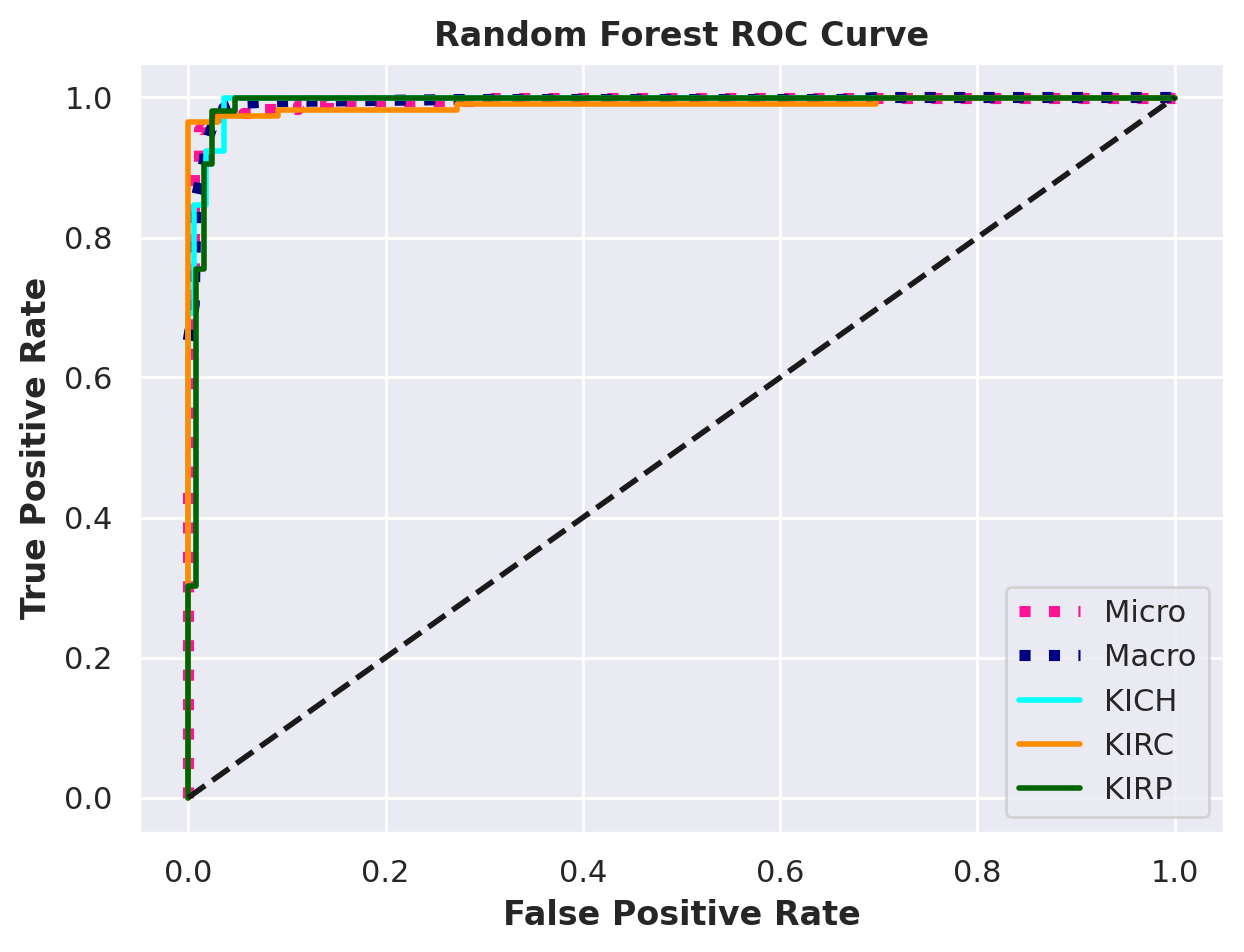 Random Forest ROC Curve
1.0
0.8
0.6
0.4
0.2
0.0
True Positive Rate
0.0 0.2 0.4 0.6 0.8 1.0
False Positive Rate
Micro
Macro
KICH
KIRC
KIRP